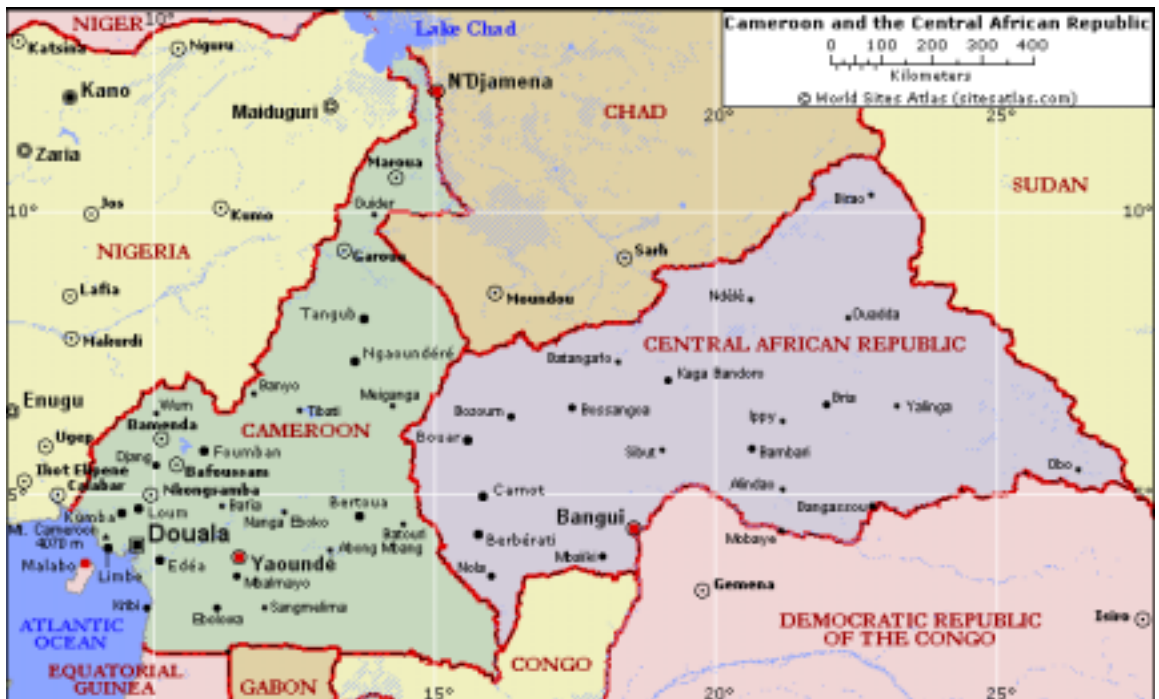 NIGER
10°
Lake Chad
Cameroon and the Central African Republic
0 100 200 300 400
Kilometers
© World Sites Atlas (sitesatlas.com)
Katsina
Nguru
Kano
N'Djamena
Maiduguri
CHAD
20°
25°
Zaria
Maroua
SUDAN
Jos
Kumo
Guider
Birao
10°
10°
NIGERIA
Garoua
Sarh
Lafia
Moundou
Ndélé
Tangub
Ouadda
Makurdi
CENTRAL AFRICAN REPUBLIC
Ngaoundéré
Batangafo
Kaga Bandoro
Banyo
Meiganga
Enugu
Wum
Tibati
Bozoum
Bossangoa
Bria
Yalinga
Ippy
Bamenda
CAMEROON
Ugep
Bouar
Foumban
Sibut
Bambari
Djang
Ikot Ekpene
Bafoussam
Obo
Calabar
Nkongsamba
Carnot
Alindao
5°
5°
Kumba
Loum
Bafia
Bertoua
Bangui
Bangassou
Nanga Eboko
Mt. Cameroon
4070 m
Douala
Batouri
Berbérati
Mobaye
Abong Mbang
Malabo
Limbe
Edéa
Yaoundé
Mbaiki
Nola
Mbalmayo
Gemena
Kribi
Ebolowa
Sangmelima
ATLANTIC
OCEAN
DEMOCRATIC REPUBLIC
OF THE CONGO
Isiro
EQUATORIAL
GUINEA
GABON
CONGO
15°
20°
25°